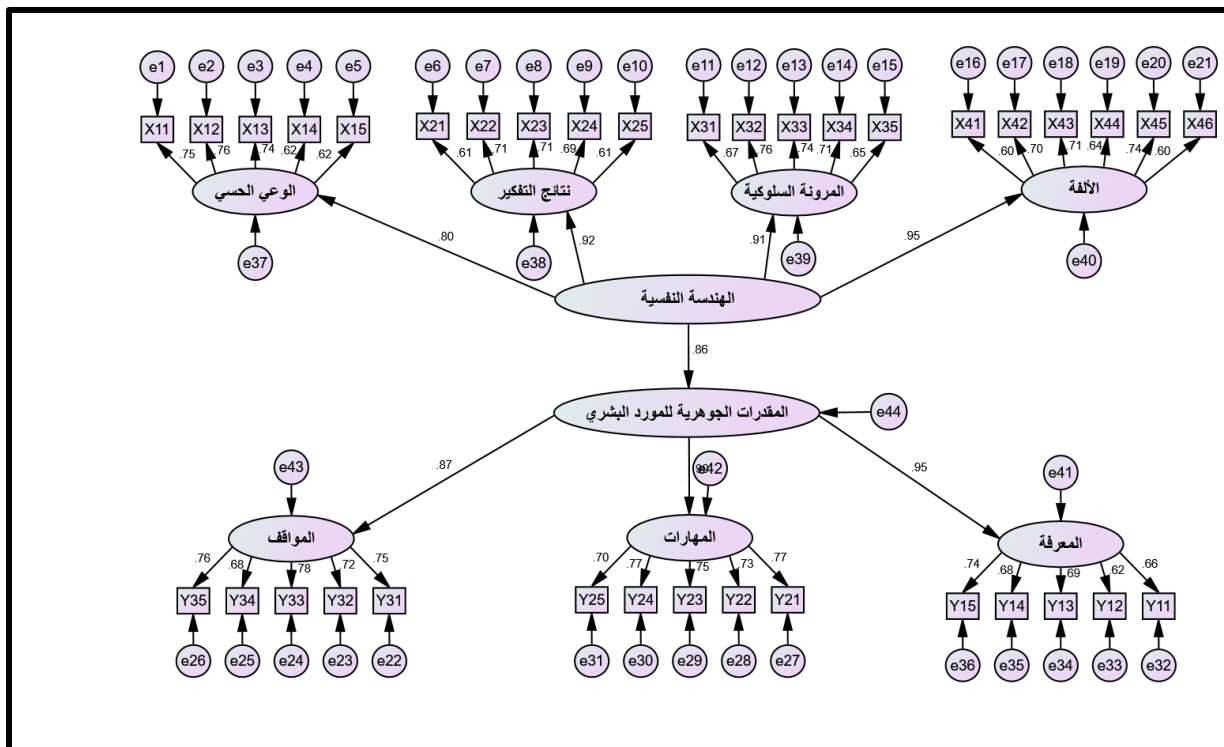 e1 e2 e3 e4 e5 e6 e7 e8 e9 e10 e11 e12 e13 e14 e15 e16 e17 e18 e19 e20 e21
X11 X12 X13 X14 X15 X21 X22 X23 X24 X25 X31 X32 X33 X34 X35 X41 X42 X43 X44 X45 X46
.75 .76 .74 .62 .62 .61 .71 .71 .69 .61 .67 .76 .74 .71 .65 .60 .70 .71 .64 .74 .60
الوعي الحسي
نتائج التفكير
المرونة السلوكية
الألفة
e37 e38 e39 e40
.80 .92 .91 .95
الهندسة النفسية
.86
المقدرات الجوهرية للمورد البشري
e44
.87 .95
e43 e42 e41
المواقف
المهارات
المعرفة
.76 .68 .78 .72 .75 .70 .77 .75 .73 .77 .74 .68 .69 .62 .66
Y35 Y34 Y33 Y32 Y31 Y25 Y24 Y23 Y22 Y21 Y15 Y14 Y13 Y12 Y11
e26 e25 e24 e23 e22 e31 e30 e29 e28 e27 e36 e35 e34 e33 e32